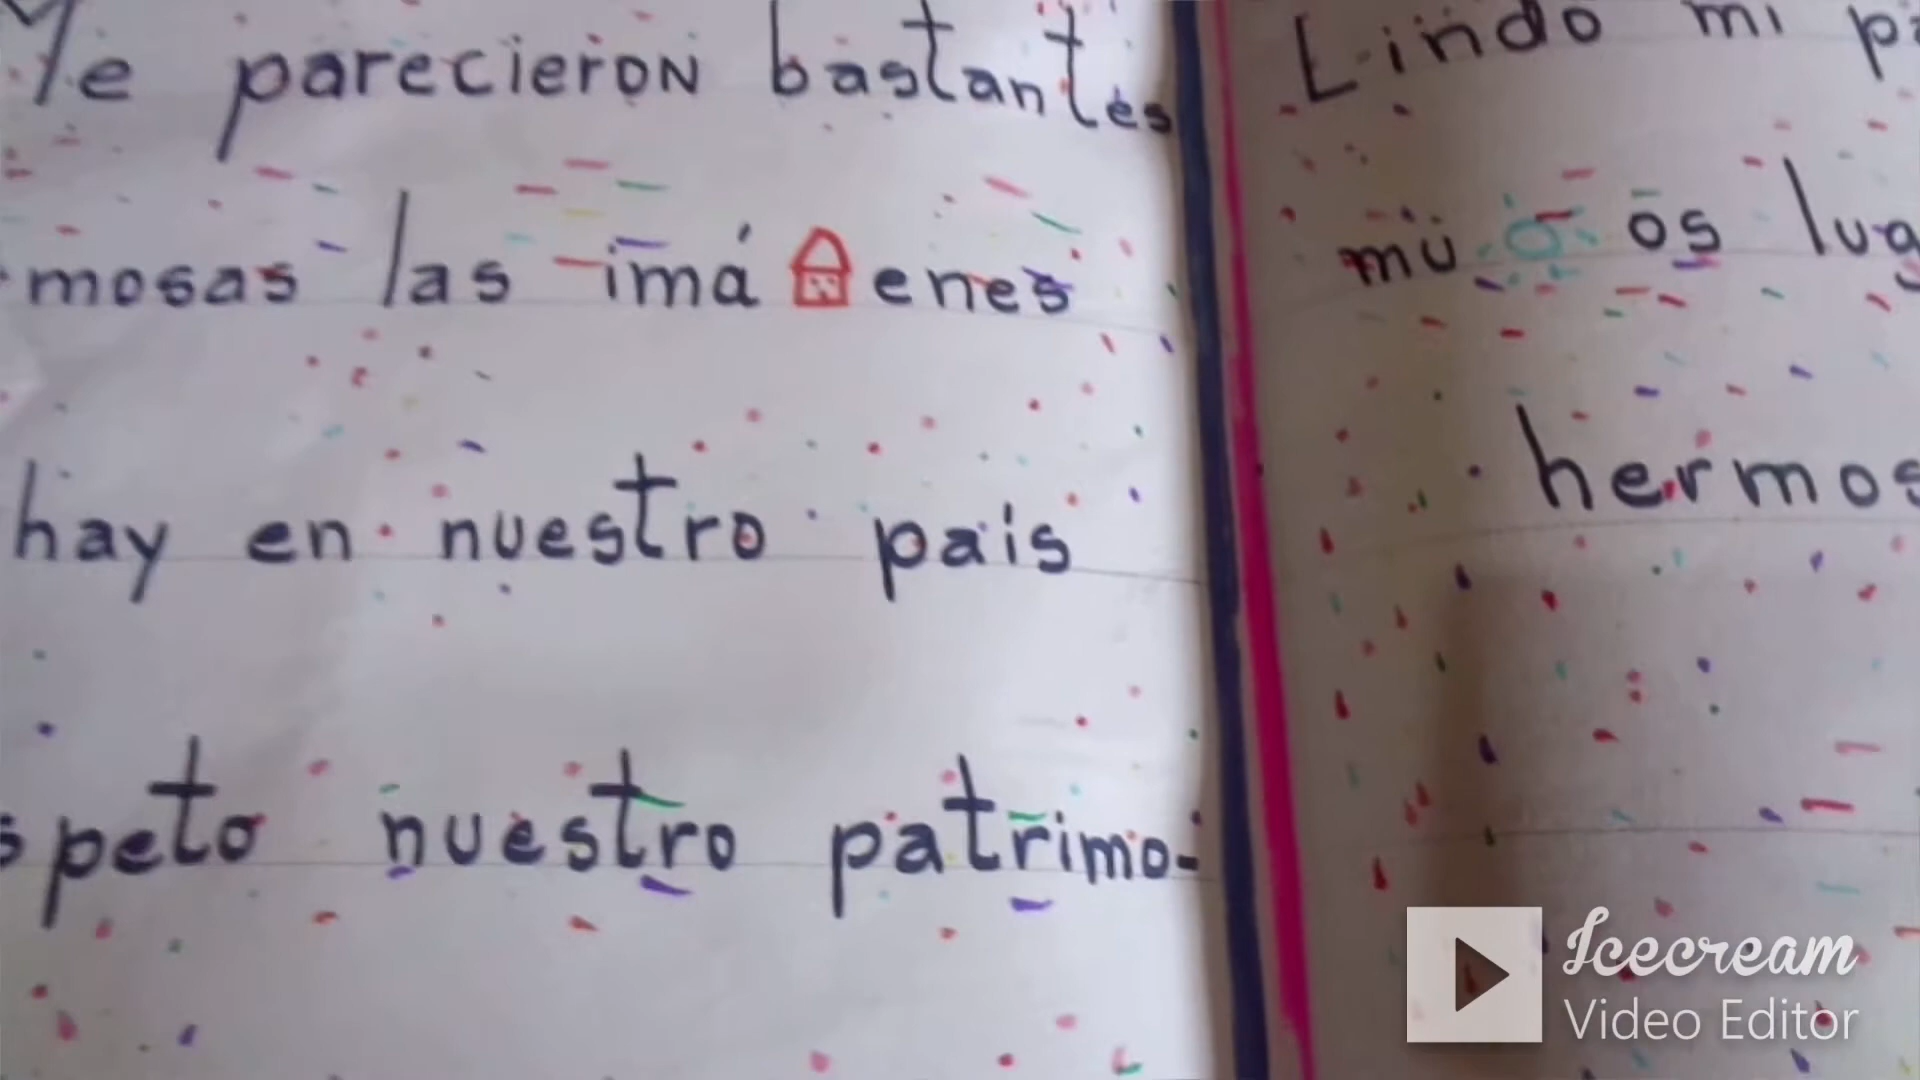 Me parecieron bastantes
mosas las imá enes
hay en nuestro pais
speto nuestro patrimo-
Lindo mi
mu os
hermos
Icecream
Video Editor